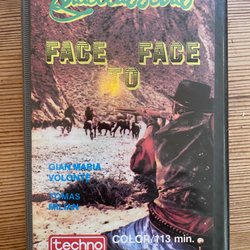 FACE FACE
TO
GIAN MARIA
VOLONTE
TOMAS
MILIAN
techno
COLOR/113 min.